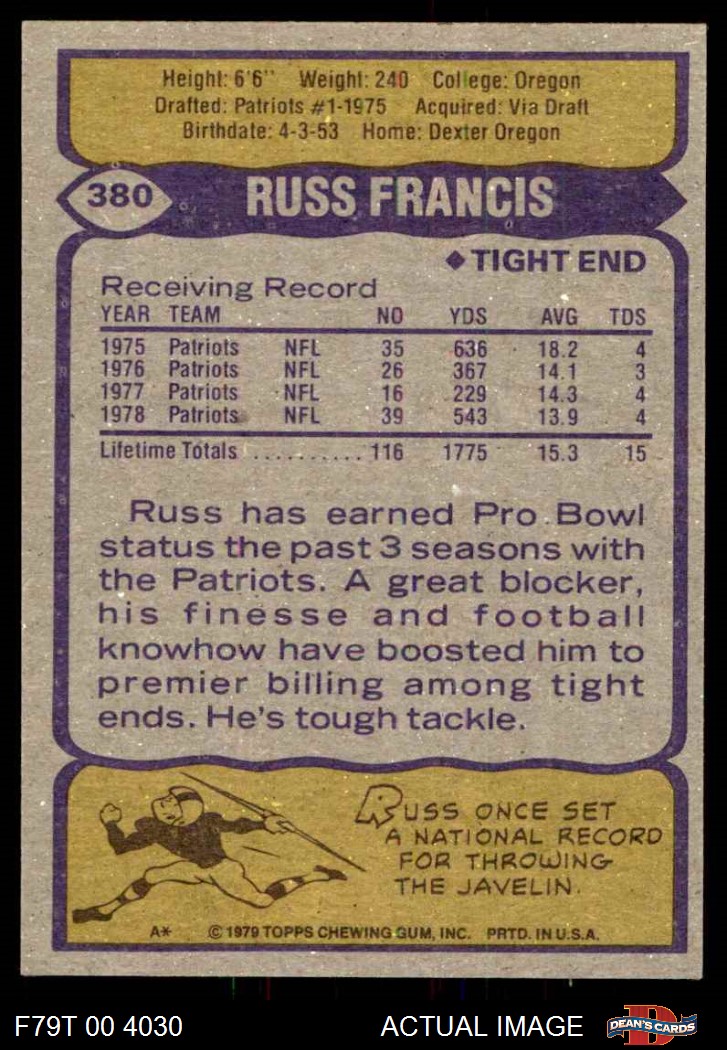 Height: 6'6'' Weight: 240 College: Oregon
Drafted: Patriots #1-1975 Acquired: Via Draft
Birthdate: 4-3-53 Home: Dexter Oregon
380 RUSS FRANCIS
◆TIGHT END
Receiving Record
YEAR TEAM NO YDS AVG TDS
1975 Patriots NFL 35 636 18.2 4
1976 Patriots NFL 26 367 14.1 3
1977 Patriots NFL 16 229 14.3 4
1978 Patriots NFL 39 543 13.9 4
Lifetime Totals .......... 116 1775 15.3 15
Russ has earned Pro Bowl
status the past 3 seasons with
the Patriots. A great blocker,
his finesse and football
knowhow have boosted him to
premier billing among tight
ends. He's tough tackle.
RUSS ONCE SET
A NATIONAL RECORD
FOR THROWING
THE JAVELIN.
A* © 1979 TOPPS CHEWING GUM, INC. PRTD. IN U.S.A.
F79T 00 4030 ACTUAL IMAGE D DEAN'S CARDS